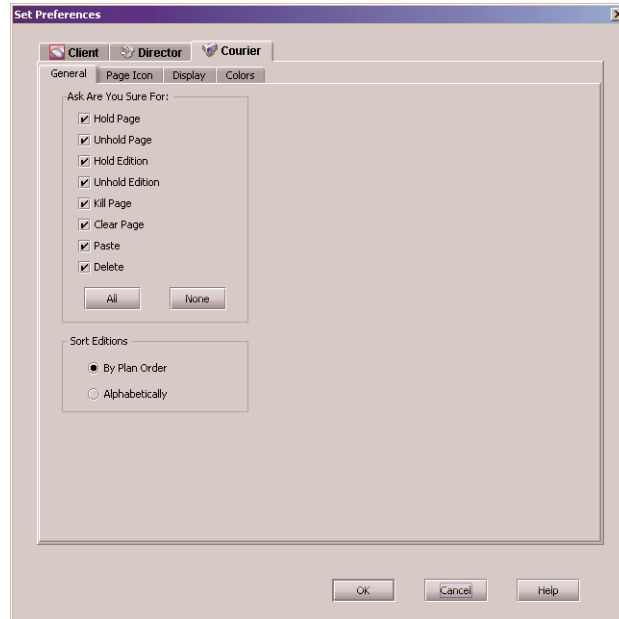 Set Preferences
Client Director Courier
General Page Icon Display Colors
Ask Are You Sure For:
Hold Page
Unhold Page
Hold Edition
Unhold Edition
Kill Page
Clear Page
Paste
Delete
All None
Sort Editions
By Plan Order
Alphabetically
OK Cancel Help